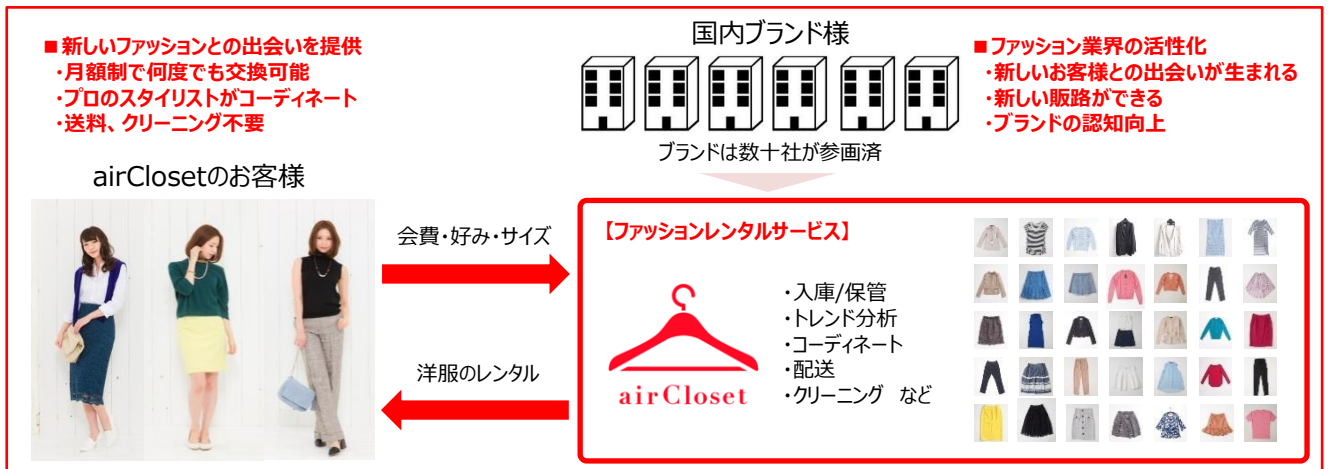 ■新しいファッションとの出会いを提供
・月額制で何度でも交換可能
・プロのスタイリストがコーディネート
・送料、クリーニング不要
国内ブランド様
ブランドは数十社が参画済
■ファッション業界の活性化
・新しいお客様との出会いが生まれる
・新しい販路ができる
・ブランドの認知向上
airClosetのお客様
会費・好み・サイズ
洋服のレンタル
【ファッションレンタルサービス】
airCloset
・入庫/保管
・トレンド分析
・コーディネート
・配送
・クリーニング など